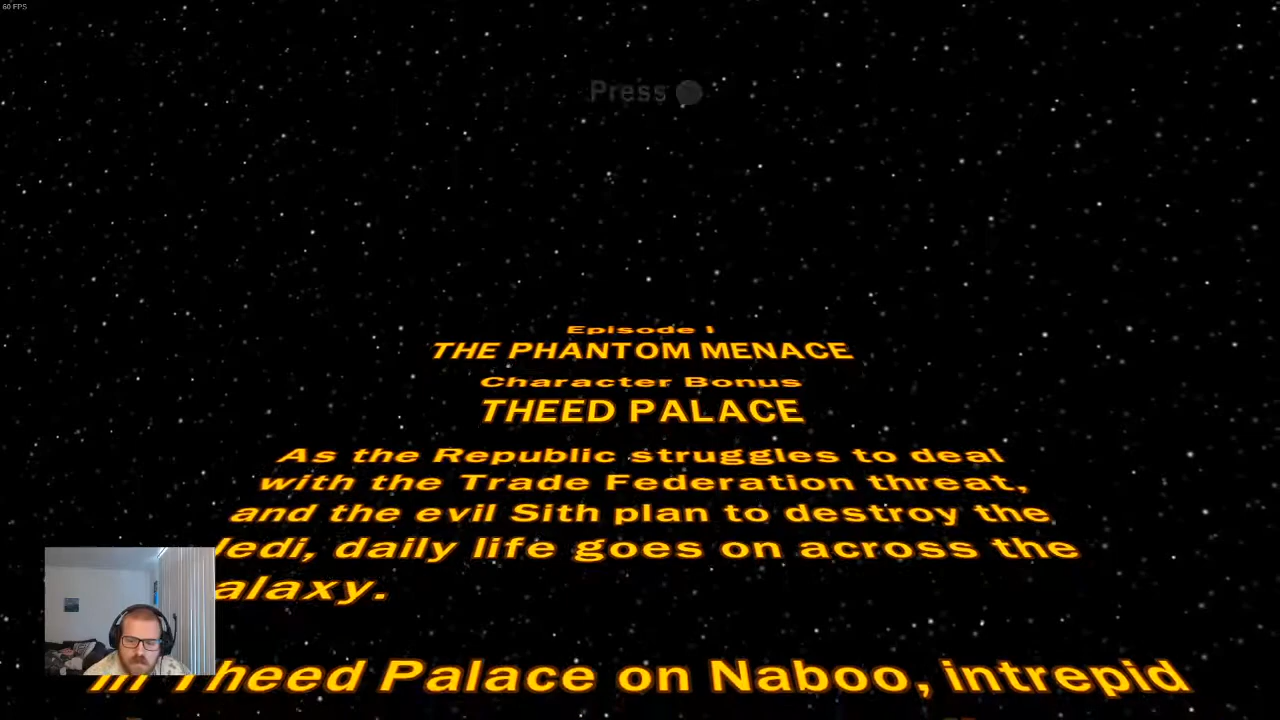 60 FPS
Press
Episode I
THE PHANTOM MENACE
Character Bonus
THEED PALACE
As the Republic struggles to deal
with the Trade Federation threat,
and the evil Sith plan to destroy the
Jedi, daily life goes on across the
alaxy.
In Theed Palace on Naboo, intrepid